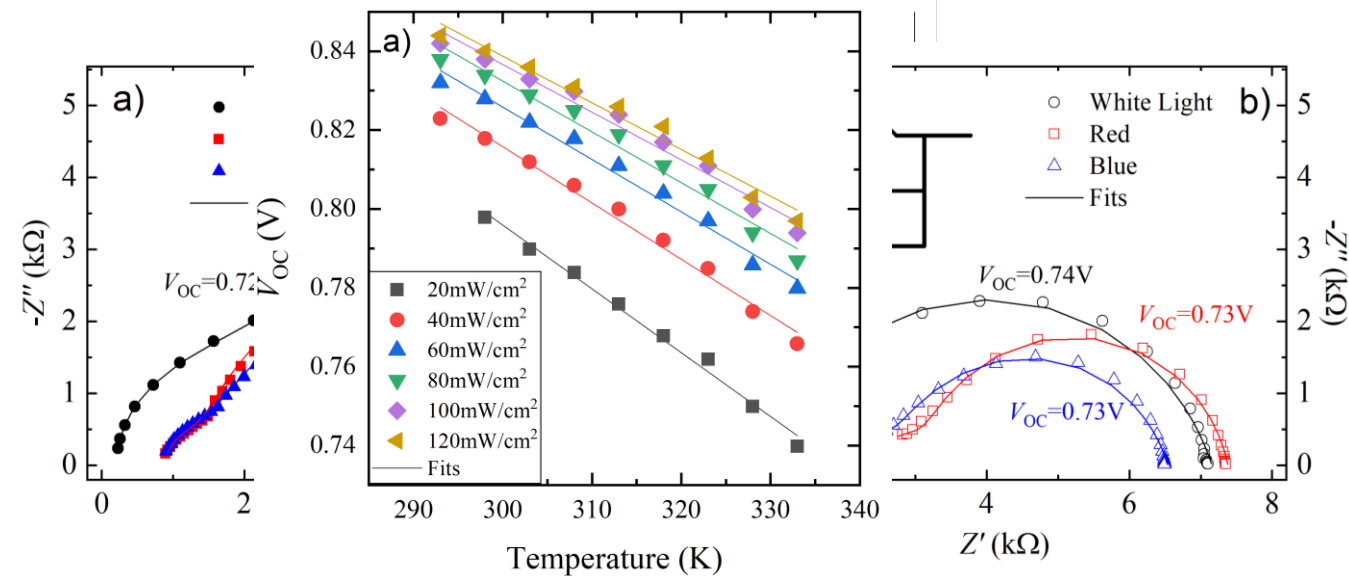 a)
5
4
3
2
1
0
-Z″ (kΩ)
V_OC=0.72
0
2
a)
0.84
0.82
0.80
0.78
0.76
0.74
V_OC (V)
20mW/cm²
40mW/cm²
60mW/cm²
80mW/cm²
100mW/cm²
120mW/cm²
Fits
290
300
310
320
330
340
Temperature (K)
b)
White Light
Red
Blue
Fits
V_OC=0.74V
V_OC=0.73V
V_OC=0.73V
5
4
3
2
1
0
-Z″ (kΩ)
4
6
8
Z′ (kΩ)